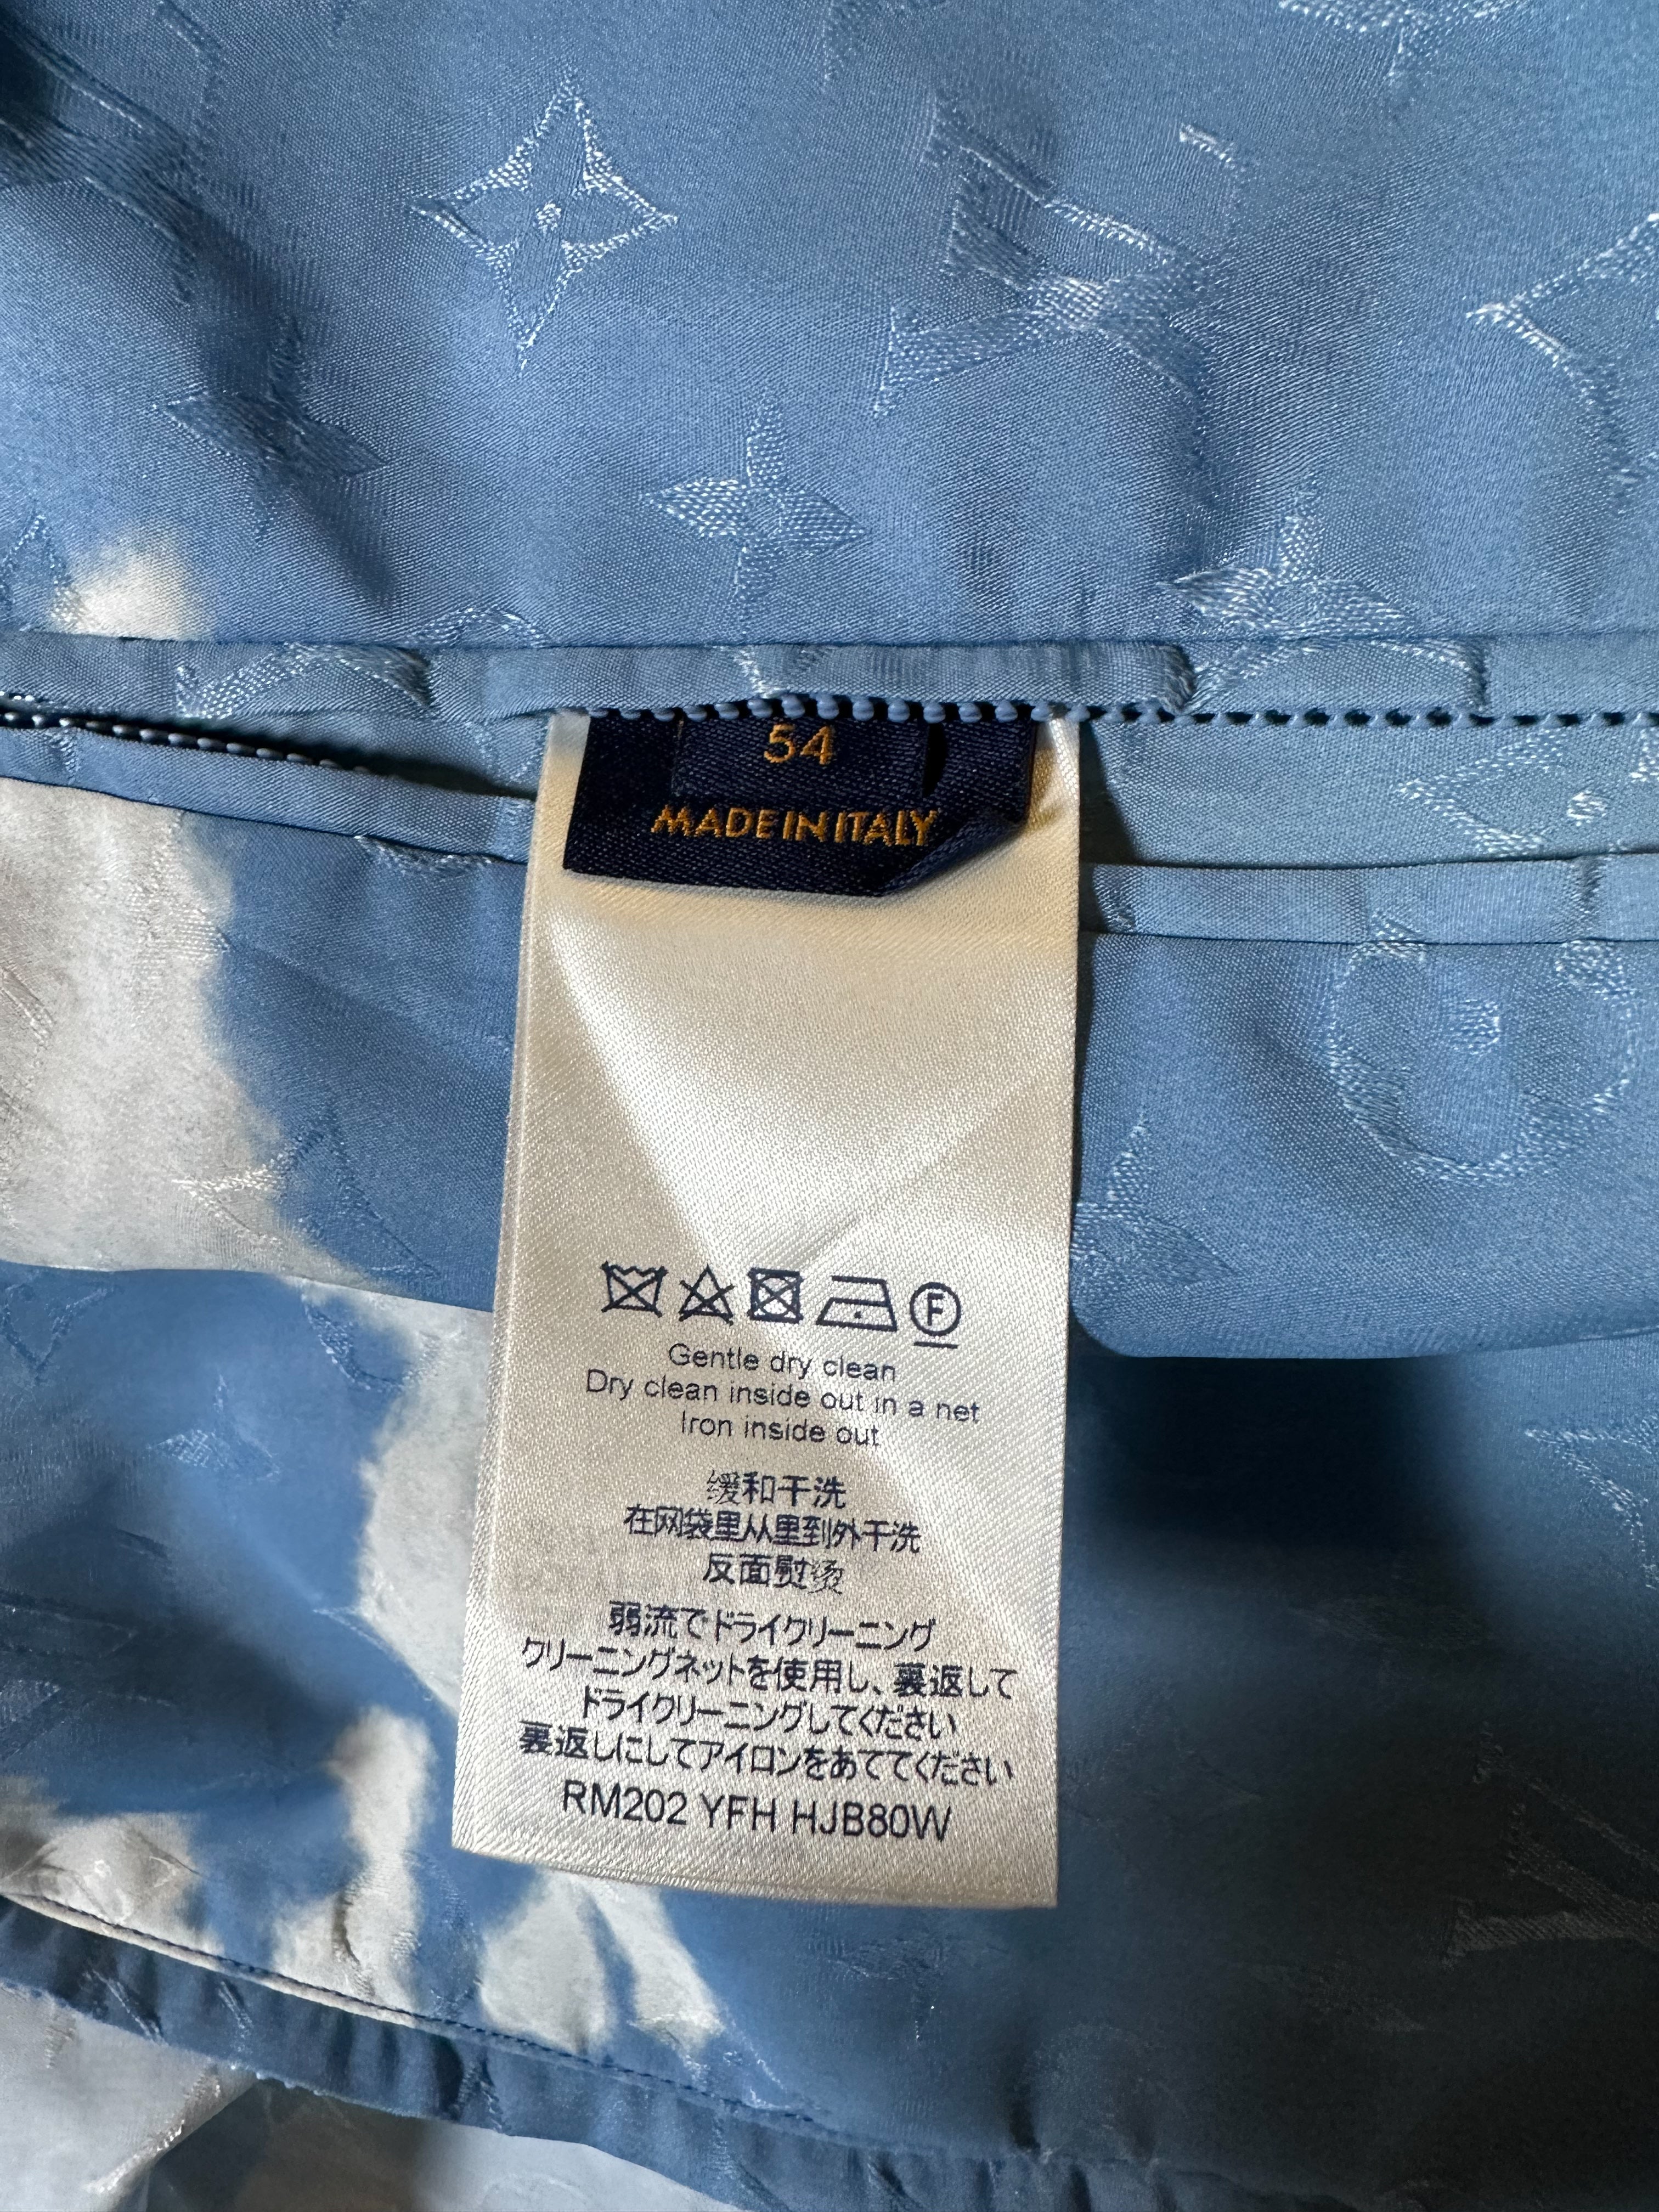 54
MADE IN ITALY
F
Gentle dry clean
Dry clean inside out in a net
Iron inside out
缓和干洗
在网袋里从里到外干洗
反面熨烫
弱流でドライクリーニング
クリーニングネットを使用し、裏返して
ドライクリーニングしてください
裏返しにしてアイロンをあててください
RM202 YFH HJB80W